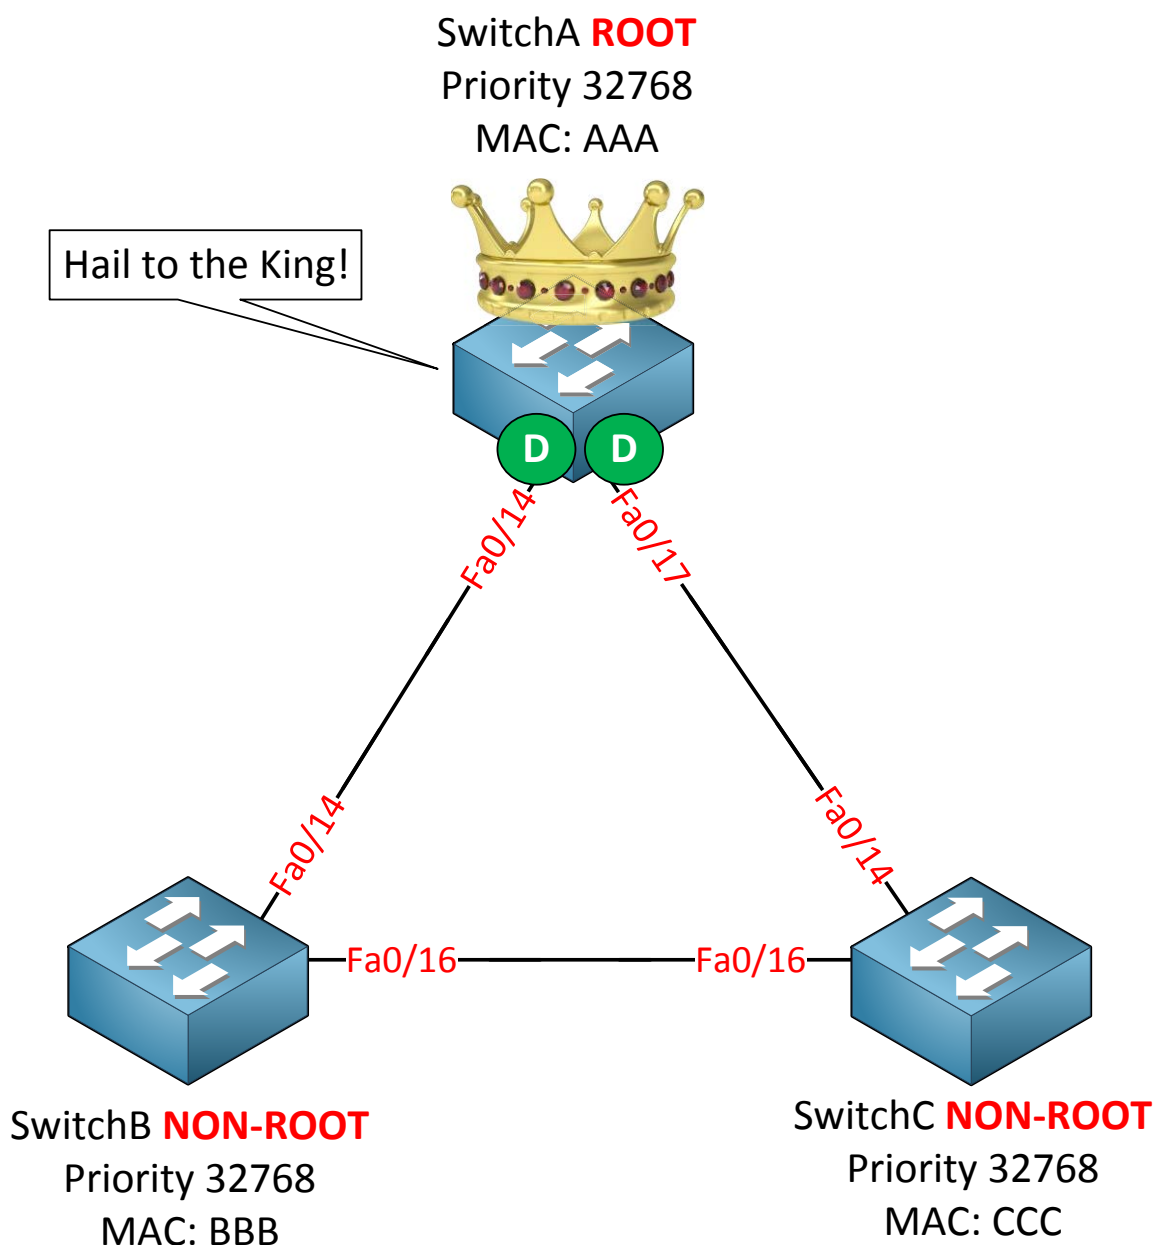 SwitchA ROOT
Priority 32768
MAC: AAA
Hail to the King!
D D
Fa0/14
Fa0/17
Fa0/14
Fa0/14
Fa0/16
Fa0/16
SwitchB NON-ROOT
Priority 32768
MAC: BBB
SwitchC NON-ROOT
Priority 32768
MAC: CCC